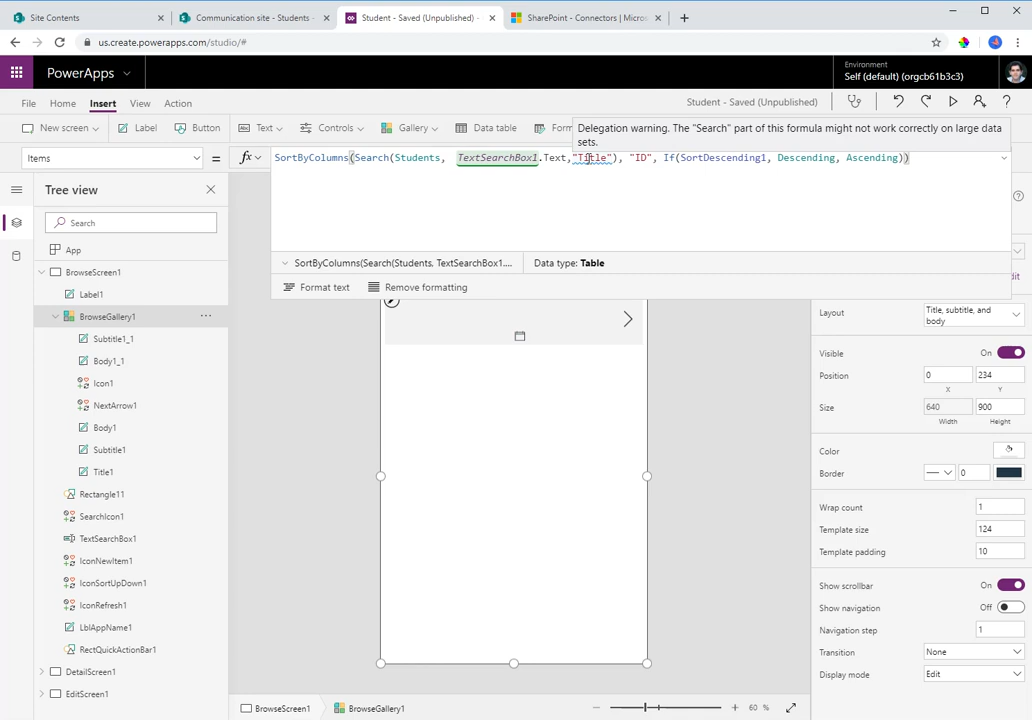 Site Contents
Communication site - Students -
Student - Saved (Unpublished) -
SharePoint - Connectors | Micros
us.create.powerapps.com/studio/#
PowerApps
Environment
Self (default) (orgcb61b3c3)
File Home Insert View Action
Student - Saved (Unpublished)
New screen Label Button Text Controls Gallery Data table Form
Delegation warning. The "Search" part of this formula might not work correctly on large data
sets.
Items = fx SortByColumns(Search(Students, TextSearchBox1.Text,"Title"), "ID", If(SortDescending1, Descending, Ascending))
Tree view
Search
App
BrowseScreen1
Label1
BrowseGallery1
Subtitle1_1
Body1_1
Icon1
NextArrow1
Body1
Subtitle1
Title1
Rectangle11
SearchIcon1
TextSearchBox1
IconNewItem1
IconSortUpDown1
IconRefresh1
LblAppName1
RectQuickActionBar1
DetailScreen1
EditScreen1
SortByColumns(Search(Students, TextSearchBox1.... Data type: Table
Format text Remove formatting
Layout Title, subtitle, and body
Visible On
Position 0 234
X Y
Size 640 900
Width Height
Color
Border 0
Wrap count 1
Template size 124
Template padding 10
Show scrollbar On
Show navigation Off
Navigation step 1
Transition None
Display mode Edit
BrowseScreen1 BrowseGallery1
60 %